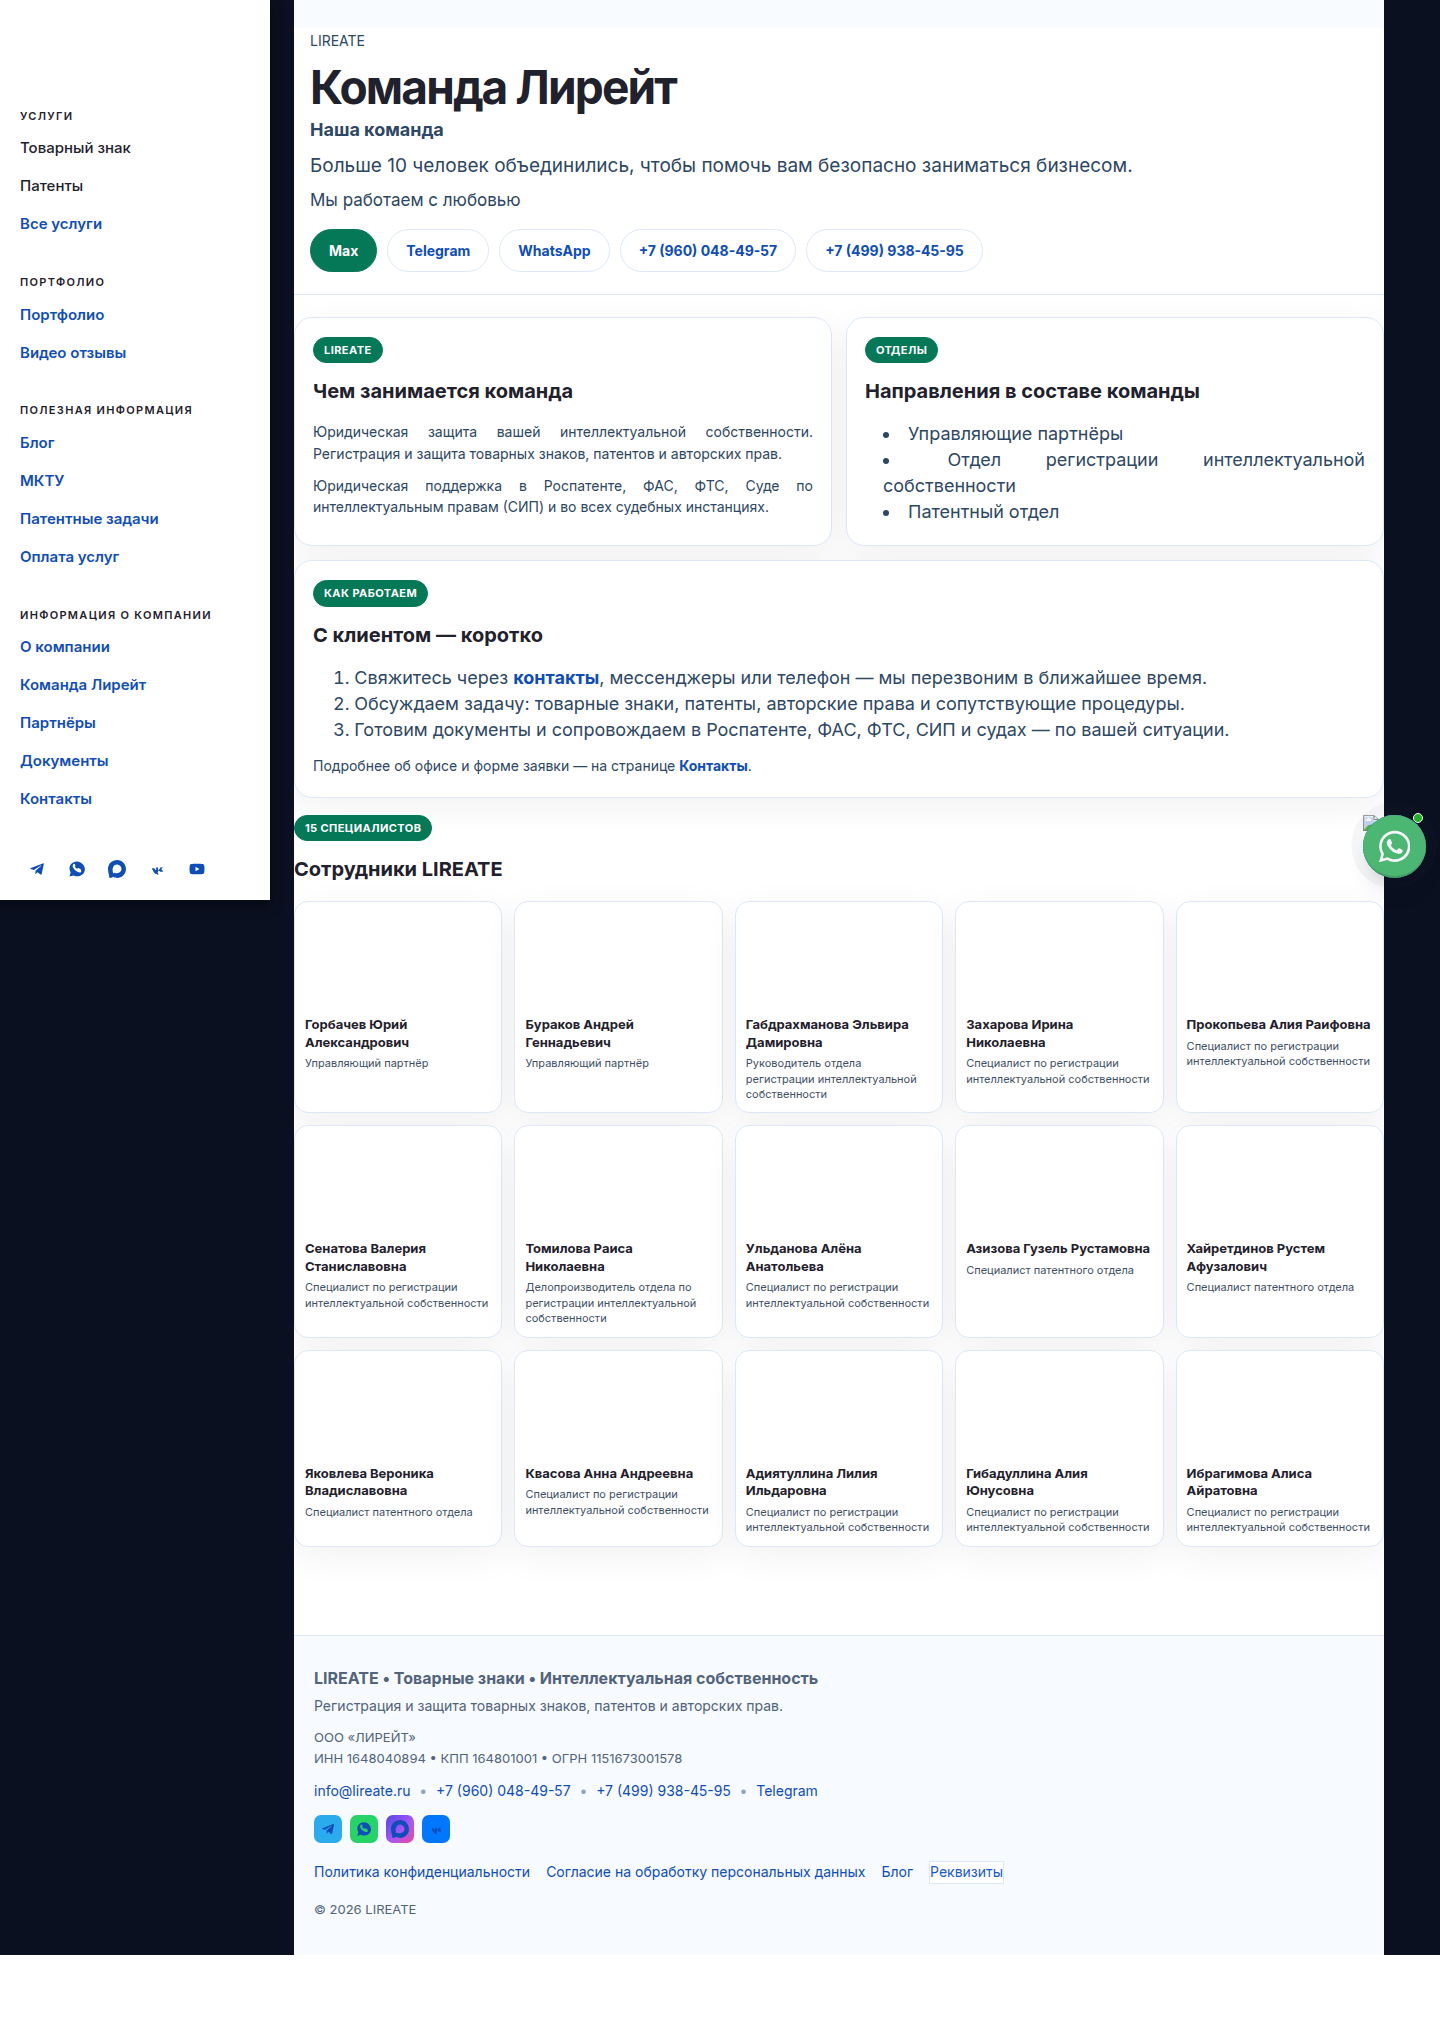 УСЛУГИ
Товарный знак
Патенты
Все услуги
ПОРТФОЛИО
Портфолио
Видео отзывы
ПОЛЕЗНАЯ ИНФОРМАЦИЯ
Блог
МКТУ
Патентные задачи
Оплата услуг
ИНФОРМАЦИЯ О КОМПАНИИ
О компании
Команда Лирейт
Партнёры
Документы
Контакты
LIREATE
Команда Лирейт
Наша команда
Больше 10 человек объединились, чтобы помочь вам безопасно заниматься бизнесом.
Мы работаем с любовью
Max
Telegram
WhatsApp
+7 (960) 048-49-57
+7 (499) 938-45-95
LIREATE
Чем занимается команда
Юридическая защита вашей интеллектуальной собственности.
Регистрация и защита товарных знаков, патентов и авторских прав.
Юридическая поддержка в Роспатенте, ФАС, ФТС, Суде по
интеллектуальным правам (СИП) и во всех судебных инстанциях.
ОТДЕЛЫ
Направления в составе команды
• Управляющие партнёры
• Отдел регистрации интеллектуальной
собственности
• Патентный отдел
КАК РАБОТАЕМ
С клиентом — коротко
1. Свяжитесь через контакты, мессенджеры или телефон — мы перезвоним в ближайшее время.
2. Обсуждаем задачу: товарные знаки, патенты, авторские права и сопутствующие процедуры.
3. Готовим документы и сопровождаем в Роспатенте, ФАС, ФТС, СИП и судах — по вашей ситуации.
Подробнее об офисе и форме заявки — на странице Контакты.
15 СПЕЦИАЛИСТОВ
Сотрудники LIREATE
Горбачев Юрий
Александрович
Управляющий партнёр
Бураков Андрей
Геннадьевич
Управляющий партнёр
Габдрахманова Эльвира
Дамировна
Руководитель отдела
регистрации интеллектуальной
собственности
Захарова Ирина
Николаевна
Специалист по регистрации
интеллектуальной собственности
Прокопьева Алия Раифовна
Специалист по регистрации
интеллектуальной собственности
Сенатова Валерия
Станиславовна
Специалист по регистрации
интеллектуальной собственности
Томилова Раиса
Николаевна
Делопроизводитель отдела по
регистрации интеллектуальной
собственности
Ульданова Алёна
Анатольева
Специалист по регистрации
интеллектуальной собственности
Азизова Гузель Рустамовна
Специалист патентного отдела
Хайретдинов Рустем
Афузалович
Специалист патентного отдела
Яковлева Вероника
Владиславовна
Специалист патентного отдела
Квасова Анна Андреевна
Специалист по регистрации
интеллектуальной собственности
Адиятуллина Лилия
Ильдаровна
Специалист по регистрации
интеллектуальной собственности
Гибадуллина Алия
Юнусовна
Специалист по регистрации
интеллектуальной собственности
Ибрагимова Алиса
Айратовна
Специалист по регистрации
интеллектуальной собственности
LIREATE • Товарные знаки • Интеллектуальная собственность
Регистрация и защита товарных знаков, патентов и авторских прав.
ООО «ЛИРЕЙТ»
ИНН 1648040894 • КПП 164801001 • ОГРН 1151673001578
info@lireate.ru • +7 (960) 048-49-57 • +7 (499) 938-45-95 • Telegram
Политика конфиденциальности Согласие на обработку персональных данных Блог Реквизиты
© 2026 LIREATE